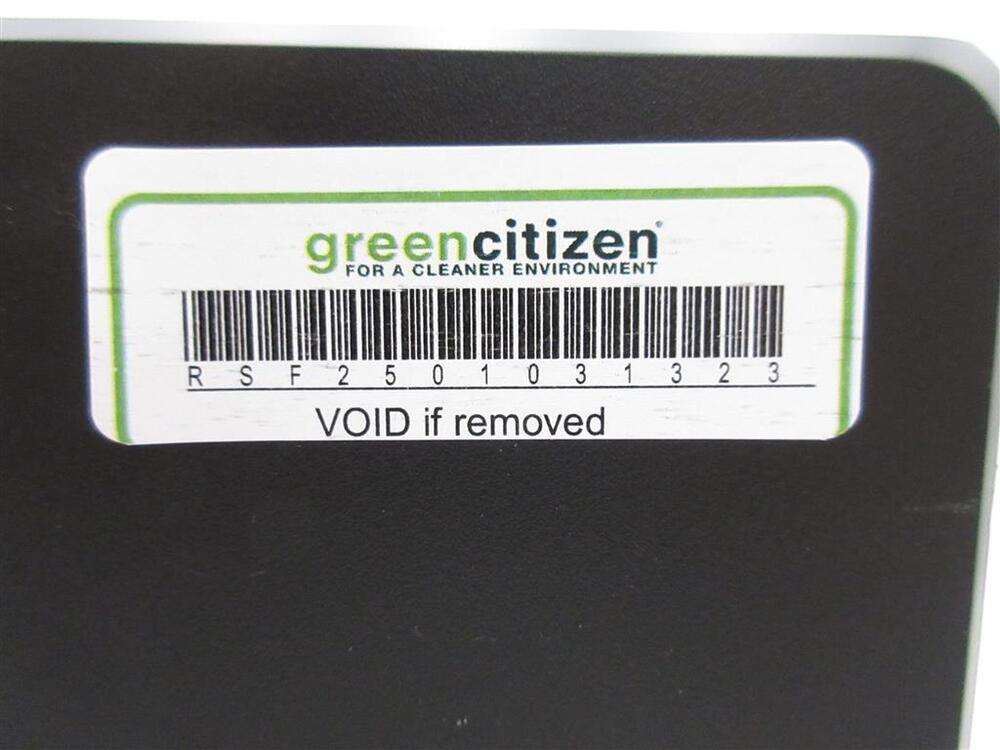 greencitizen®
FOR A CLEANER ENVIRONMENT
RSF2501031323
VOID if removed